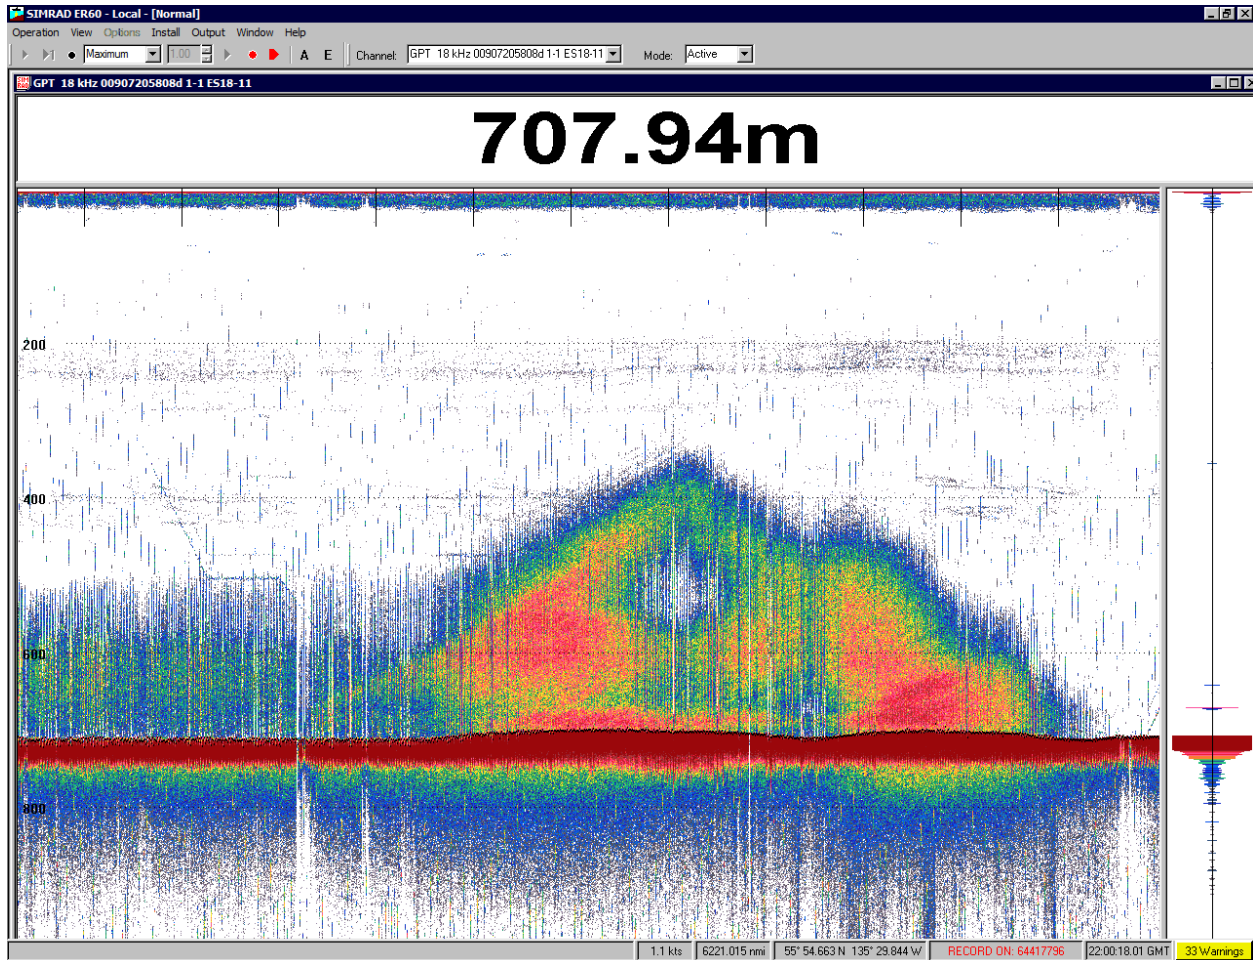 SIMRAD ER60 - Local - [Normal]
Operation View Options Install Output Window Help
Maximum 1.00 A E Channel: GPT 18 kHz 00907205808d 1-1 ES18-11 Mode: Active
GPT 18 kHz 00907205808d 1-1 ES18-11
707.94m
200
400
600
800
1.1 kts 6221.015 nmi 55° 54.663 N 135° 29.844 W RECORD ON: 64417796 22:00:18.01 GMT 33 Warnings